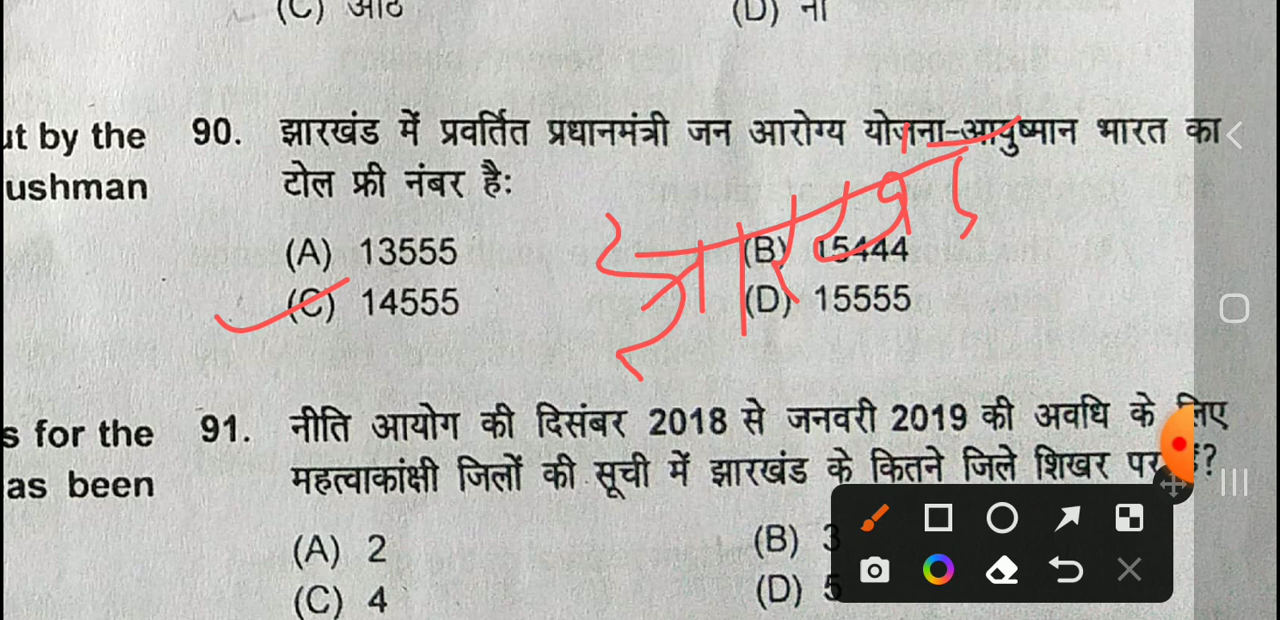 (C) आठ (D) नौ
ut by the 90. झारखंड में प्रवर्तित प्रधानमंत्री जन आरोग्य योजना-आयुष्मान भारत का
ushman टोल फ्री नंबर है:
(A) 13555 (B) 15444
(C) 14555 (D) 15555
झारखंड
s for the 91. नीति आयोग की दिसंबर 2018 से जनवरी 2019 की अवधि के लिए
as been महत्वाकांक्षी जिलों की सूची में झारखंड के कितने जिले शिखर पर हैं?
(A) 2 (B) 3
(C) 4 (D) 5